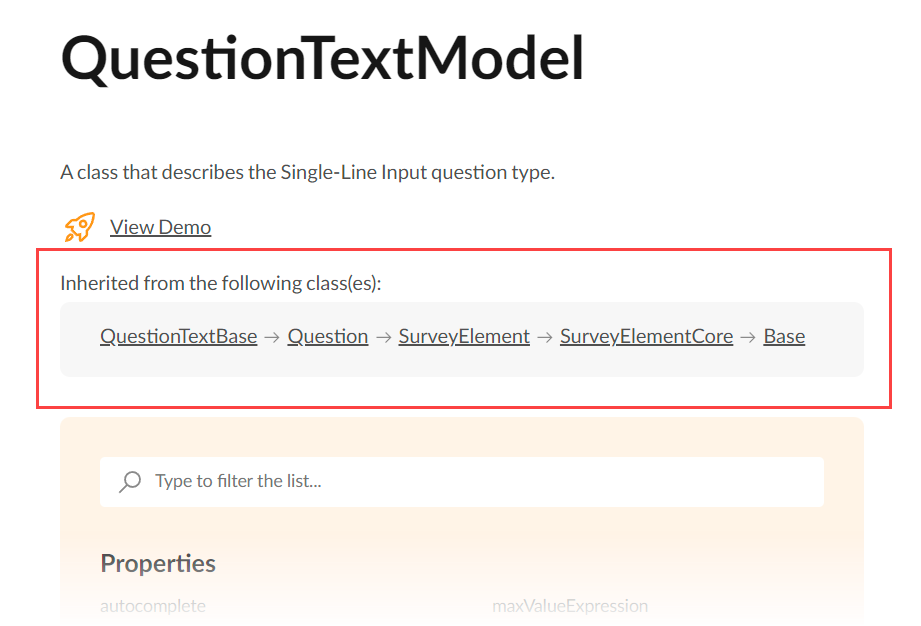 QuestionTextModel
A class that describes the Single-Line Input question type.
View Demo
Inherited from the following class(es):
QuestionTextBase → Question → SurveyElement → SurveyElementCore → Base
Type to filter the list...
Properties
autocomplete maxValueExpression